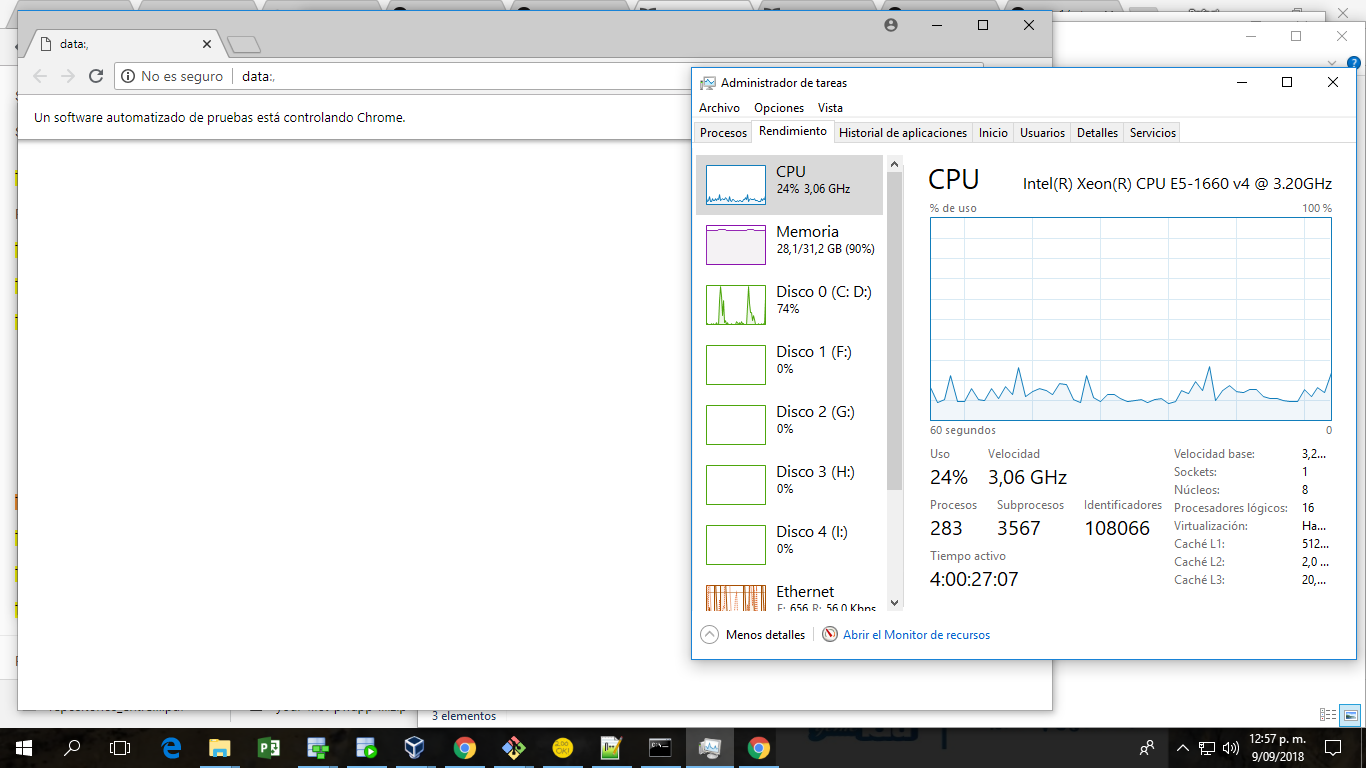 data:,
No es seguro
data:,
Un software automatizado de pruebas está controlando Chrome.
Administrador de tareas
Archivo Opciones Vista
Procesos Rendimiento Historial de aplicaciones Inicio Usuarios Detalles Servicios
CPU
24% 3,06 GHz
Memoria
28,1/31,2 GB (90%)
Disco 0 (C: D:)
74%
Disco 1 (F:)
0%
Disco 2 (G:)
0%
Disco 3 (H:)
0%
Disco 4 (I:)
0%
Ethernet
E: 656 R: 56,0 Kbps
CPU Intel(R) Xeon(R) CPU E5-1660 v4 @ 3.20GHz
% de uso 100 %
60 segundos 0
Uso Velocidad
24% 3,06 GHz
Procesos Subprocesos Identificadores
283 3567 108066
Tiempo activo
4:00:27:07
Velocidad base: 3,2...
Sockets: 1
Núcleos: 8
Procesadores lógicos: 16
Virtualización: Ha...
Caché L1: 512...
Caché L2: 2,0 ...
Caché L3: 20,...
Menos detalles
Abrir el Monitor de recursos
3 elementos
12:57 p. m.
9/09/2018